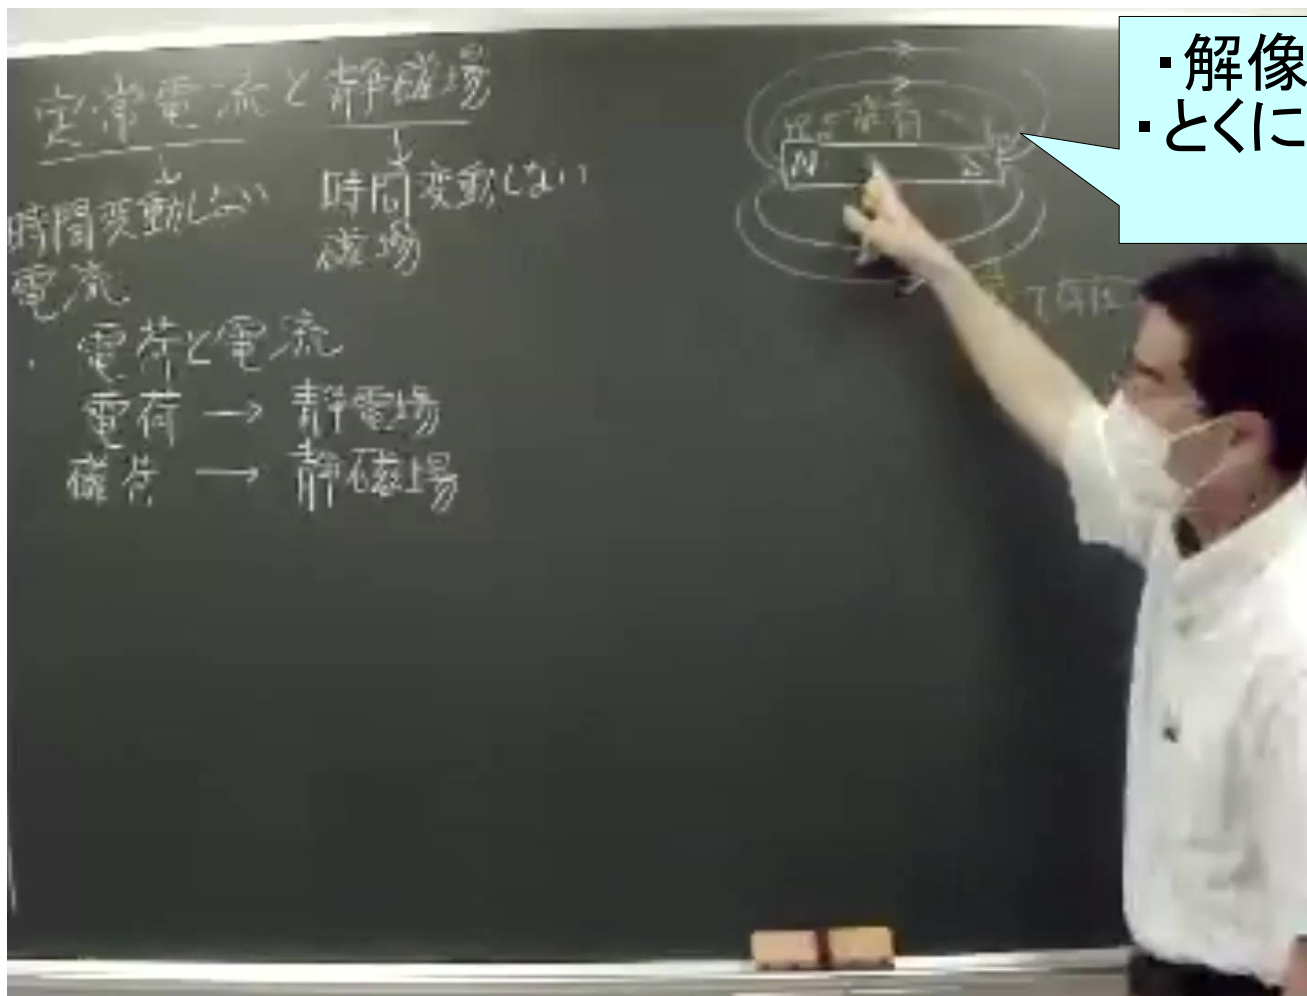 定常電流と静磁場
時間変動しない
電流
時間変動しない
磁場
・電荷と電流
電荷 → 静電場
磁荷 → 静磁場
N
S
・解像
・とくに